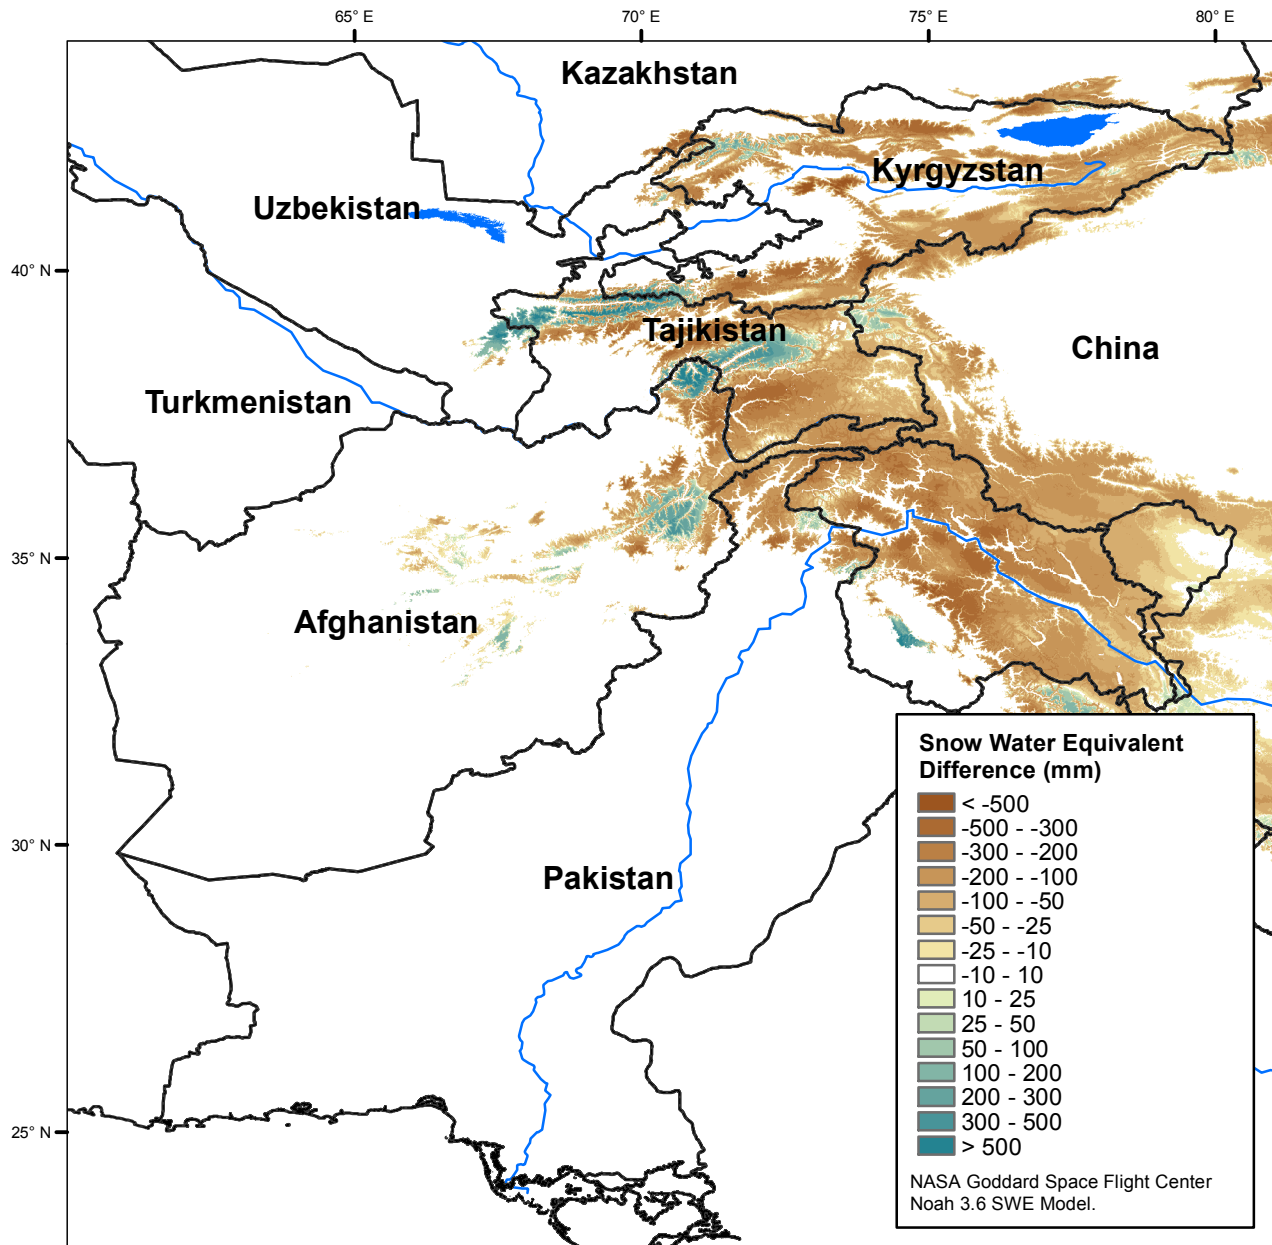 65° E
70° E
75° E
80° E
Kazakhstan
Kyrgyzstan
Uzbekistan
40° N
Tajikistan
China
Turkmenistan
35° N
Afghanistan
30° N
Pakistan
25° N
Snow Water Equivalent
Difference (mm)
< -500
-500 - -300
-300 - -200
-200 - -100
-100 - -50
-50 - -25
-25 - -10
-10 - 10
10 - 25
25 - 50
50 - 100
100 - 200
200 - 300
300 - 500
> 500
NASA Goddard Space Flight Center
Noah 3.6 SWE Model.